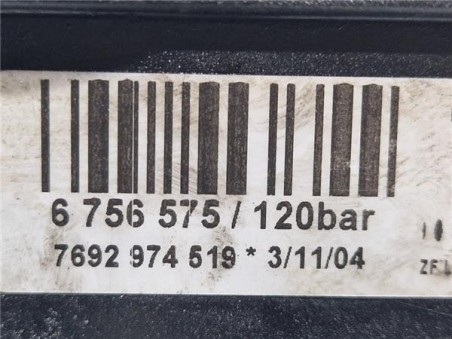 6 756 575 / 120bar
7692 974 519 * 3/11/04
ZF L